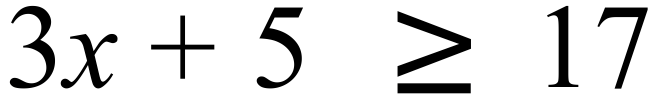 3x + 5 ≥ 17